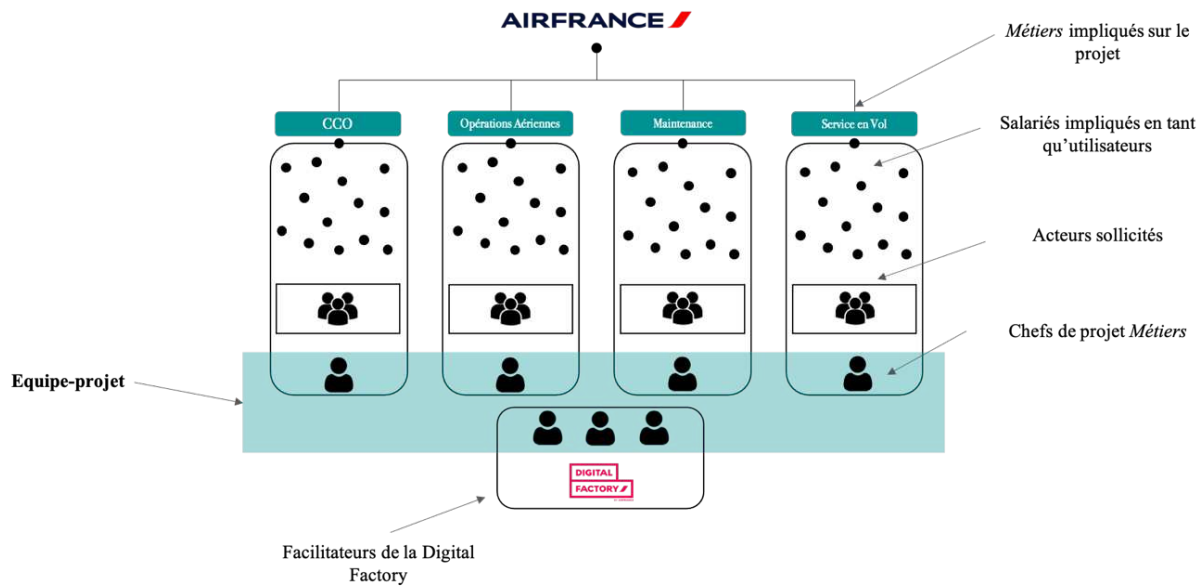 AIRFRANCE
Métiers impliqués sur le
projet
CCO
Opérations Aériennes
Maintenance
Service en Vol
Salariés impliqués en tant
qu’utilisateurs
Acteurs sollicités
Chefs de projet Métiers
Equipe-projet
DIGITAL
FACTORY
Facilitateurs de la Digital
Factory